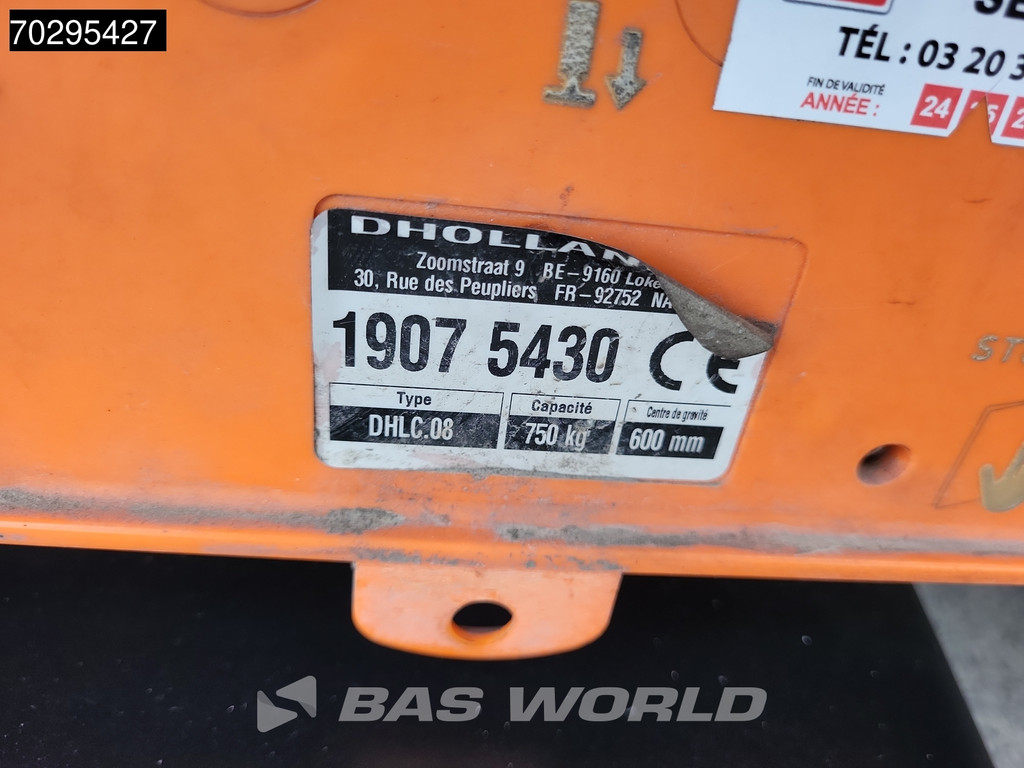 70295427
TÉL : 03 20 3
FIN DE VALIDITÉ
ANNÉE : 24
DHOLLAN
Zoomstraat 9 BE-9160 Loke
30, Rue des Peupliers FR-92752 NA
1907 5430 CE
Type Capacité Centre de gravité
DHLC.08 750 kg 600 mm
BAS WORLD